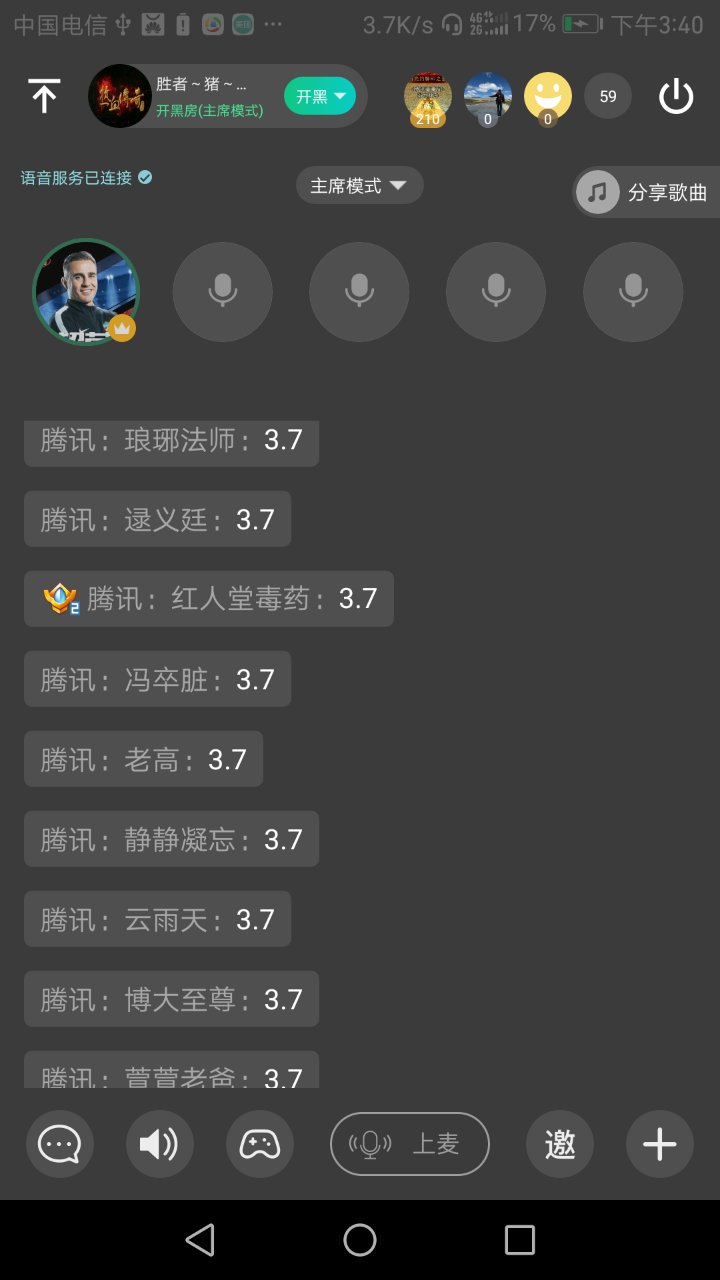 中国电信 ... 3.7K/s 4G 2G 17% 下午3:40
胜者～猪～...
开黑房(主席模式)
开黑
210
0
0
59
语音服务已连接
主席模式
分享歌曲
腾讯：琅琊法师：3.7
腾讯：逯义廷：3.7
2 腾讯：红人堂毒药：3.7
腾讯：冯卒脏：3.7
腾讯：老高：3.7
腾讯：静静凝忘：3.7
腾讯：云雨天：3.7
腾讯：博大至尊：3.7
腾讯：萱萱老爸：3.7
上麦
邀